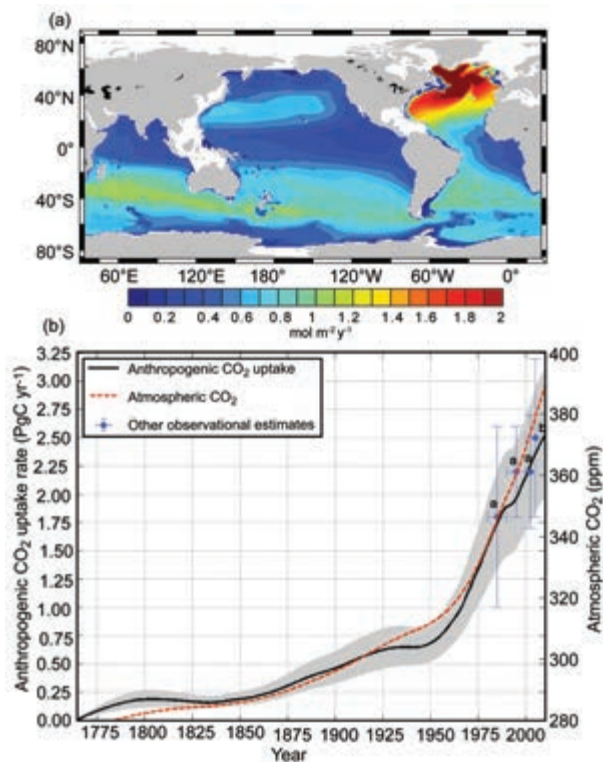 (a)
80°N
40°N
0°
40°S
80°S
60°E 120°E 180° 120°W 60°W 0°
0 0.2 0.4 0.6 0.8 1 1.2 1.4 1.6 1.8 2
mol m⁻² y⁻¹
(b)
Anthropogenic CO₂ uptake rate (PgC yr⁻¹)
3.25
3.00
2.75
2.50
2.25
2.00
1.75
1.50
1.25
1.00
0.75
0.50
0.25
0.00
Anthropogenic CO₂ uptake
Atmospheric CO₂
Other observational estimates
a
a
a
b
400
380
360
340
320
300
280
Atmospheric CO₂ (ppm)
1775 1800 1825 1850 1875 1900 1925 1950 1975 2000
Year